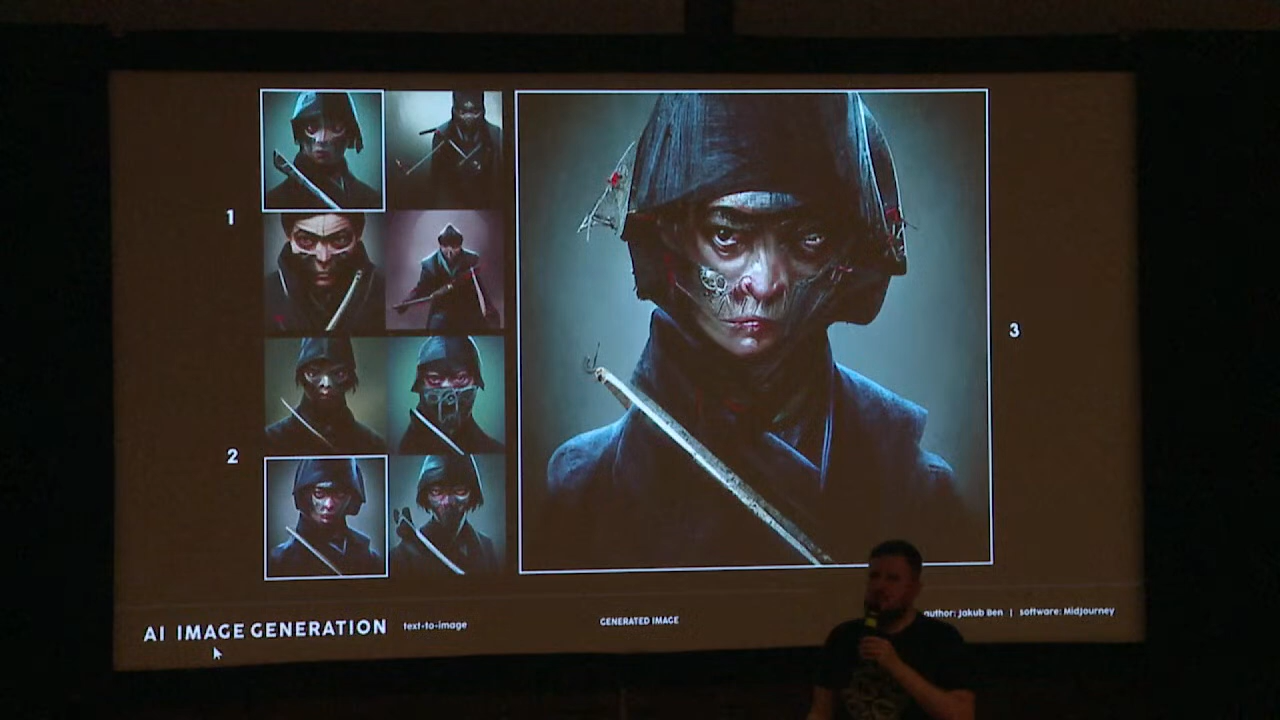 1
2
3
AI IMAGE GENERATION
text-to-image
GENERATED IMAGE
author: Jakub Ben | software: Midjourney